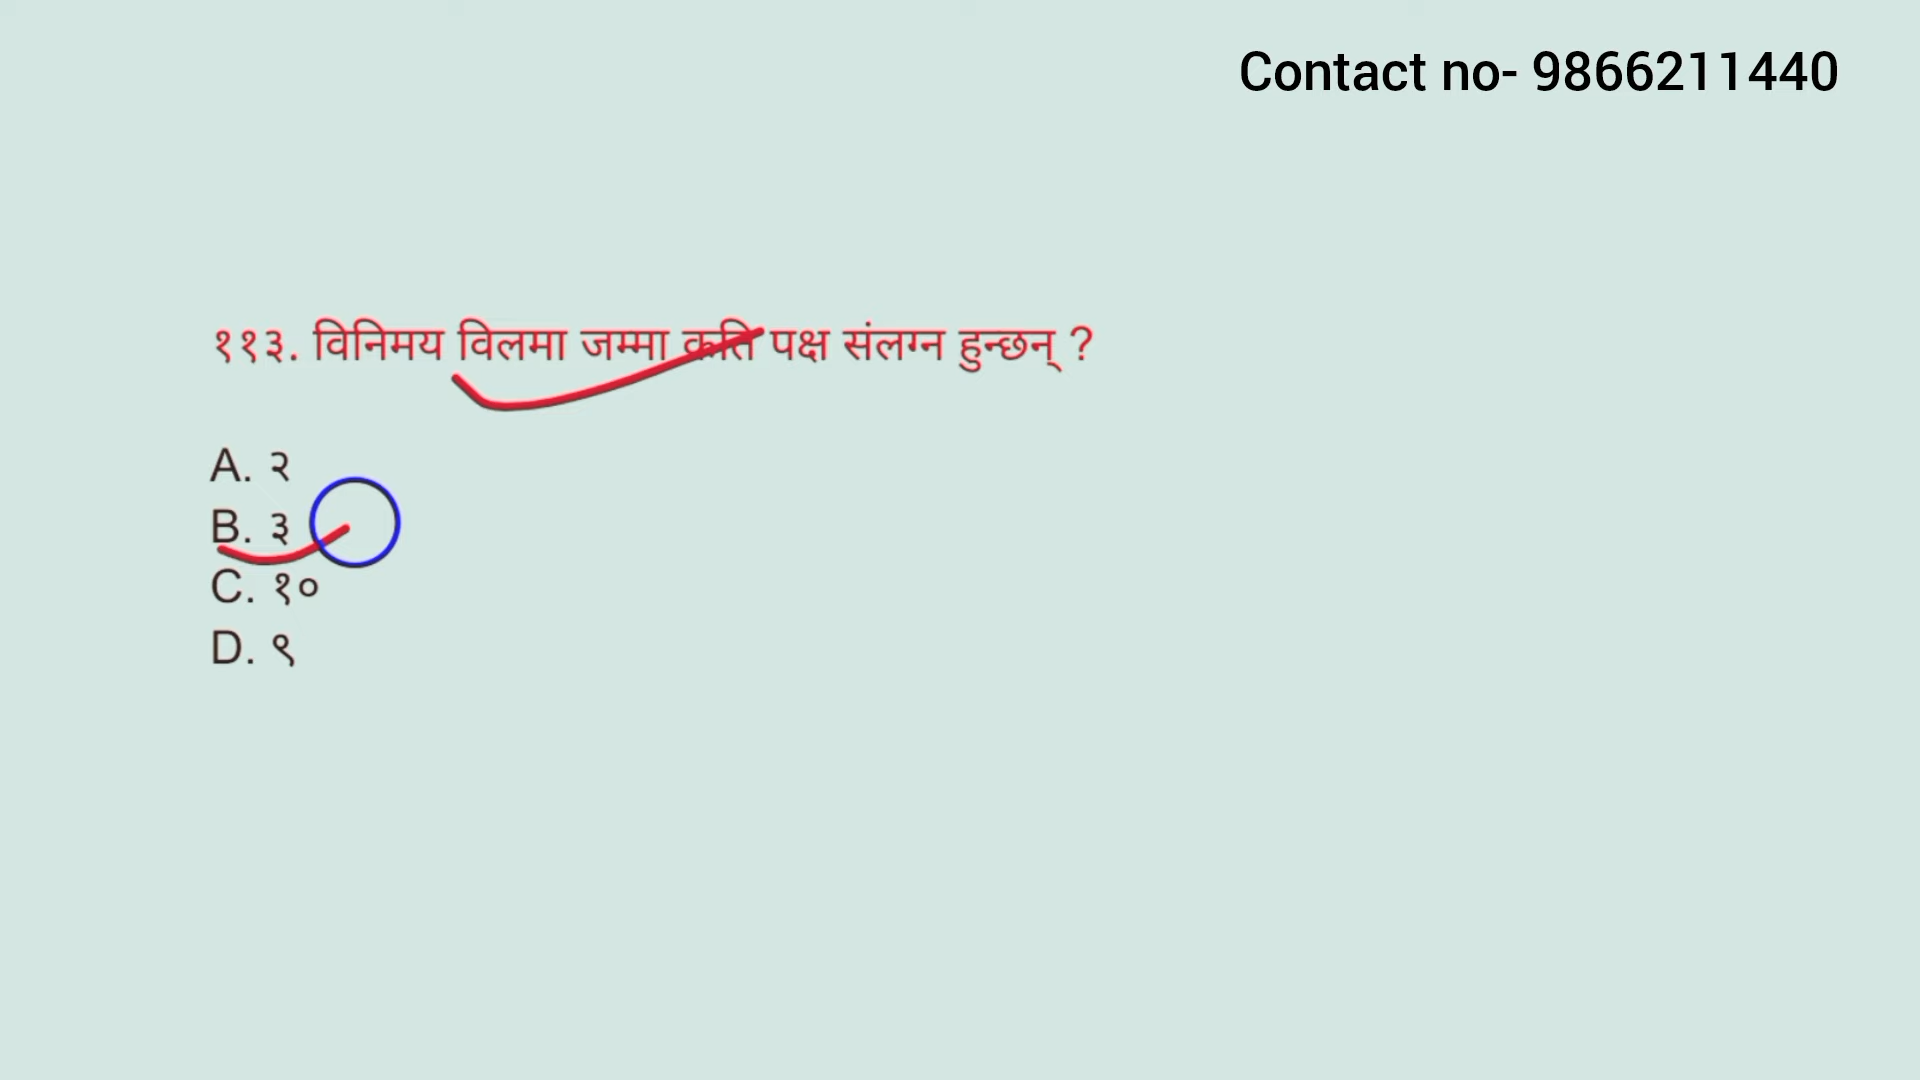 Contact no- 9866211440
११३. विनिमय विलमा जम्मा कति पक्ष संलग्न हुन्छन् ?
A. २
B. ३
C. १०
D. ९